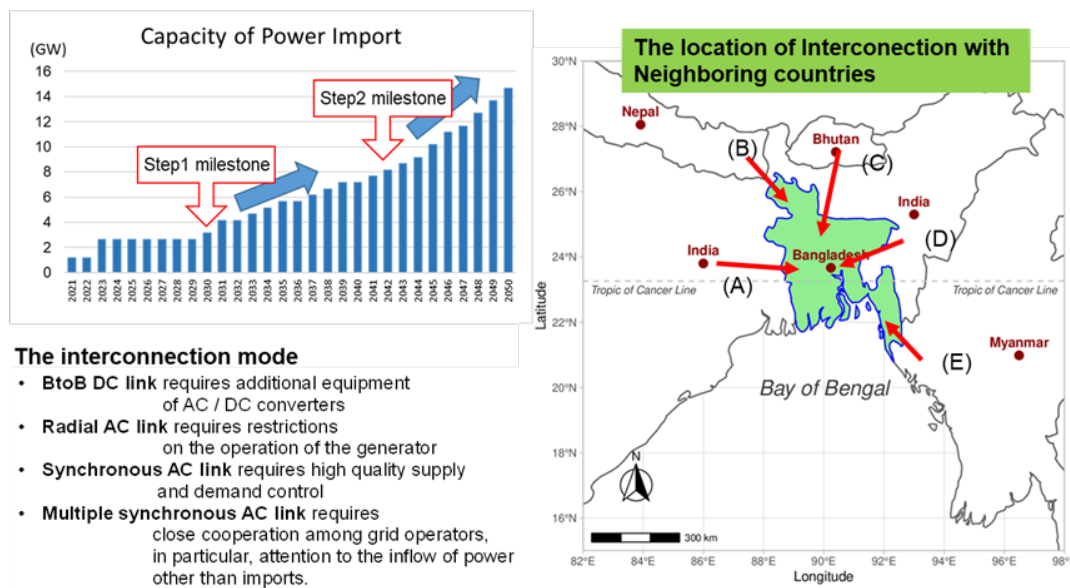 Capacity of Power Import
(GW)
16
14
12
10
8
6
4
2
0
Step1 milestone
Step2 milestone
2021 2022 2023 2024 2025 2026 2027 2028 2029 2030 2031 2032 2033 2034 2035 2036 2037 2038 2039 2040 2041 2042 2043 2044 2045 2046 2047 2048 2049 2050
The interconnection mode
• BtoB DC link requires additional equipment
of AC / DC converters
• Radial AC link requires restrictions
on the operation of the generator
• Synchronous AC link requires high quality supply
and demand control
• Multiple synchronous AC link requires
close cooperation among grid operators,
in particular, attention to the inflow of power
other than imports.
The location of Interconection with
Neighboring countries
30°N
28°N
26°N
24°N
22°N
20°N
18°N
16°N
Latitude
Nepal
Bhutan
(B)
(C)
India
(D)
Bangladesh
India
(A)
Tropic of Cancer Line
Tropic of Cancer Line
Myanmar
(E)
Bay of Bengal
N
300 km
82°E 84°E 86°E 88°E 90°E 92°E 94°E 96°E 98°
Longitude